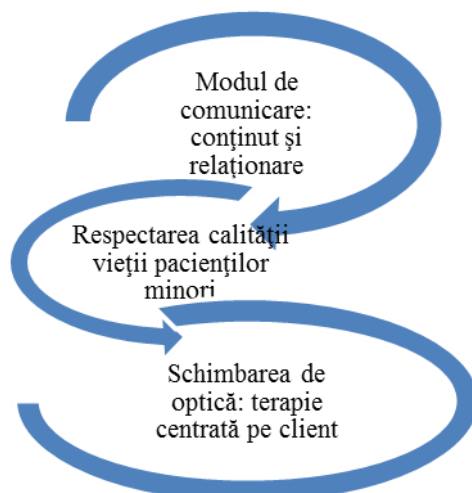 Modul de
comunicare:
conţinut şi
relaţionare
Respectarea calităţii
vieţii pacienţilor
minori
Schimbarea de
optică: terapie
centrată pe client